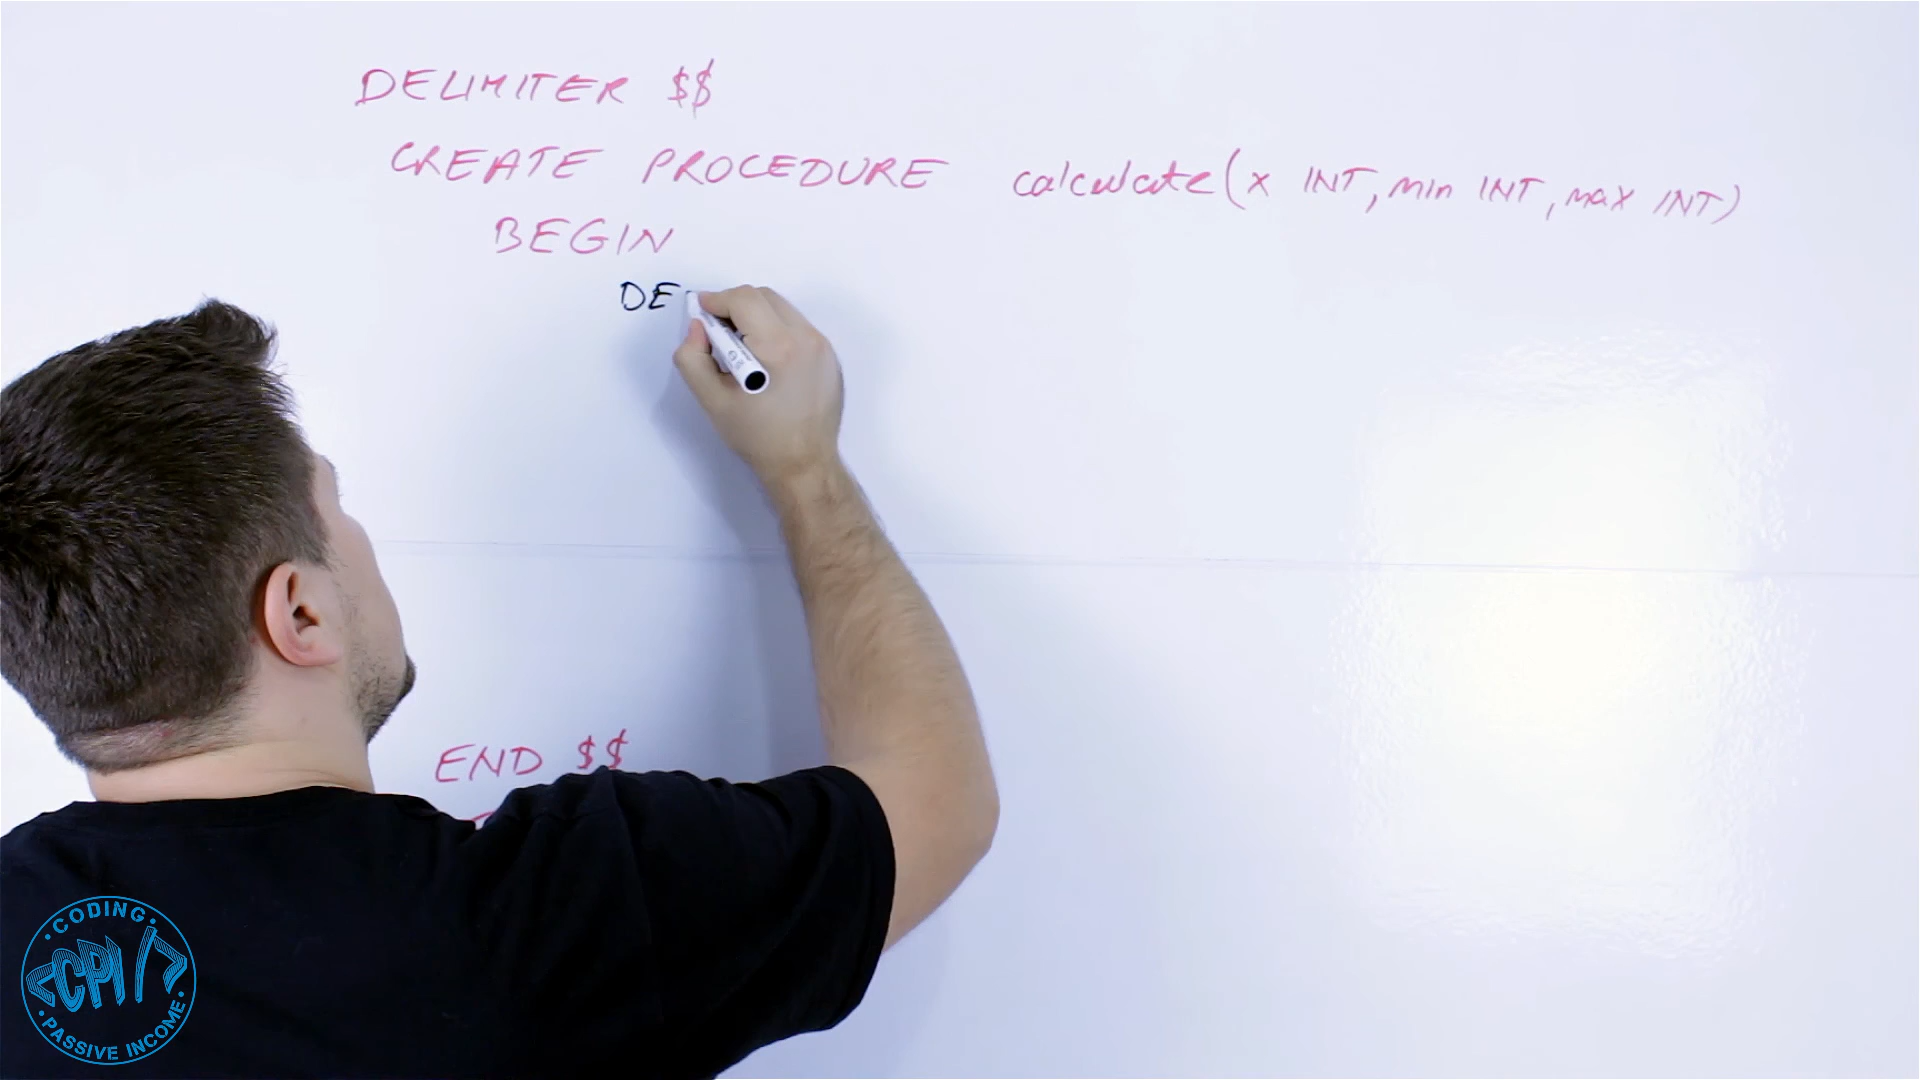 DELIMITER $$
CREATE PROCEDURE calculate(x INT, min INT, max INT)
BEGIN
DE
END $$
• CODING •
<CPI/>
• PASSIVE INCOME •